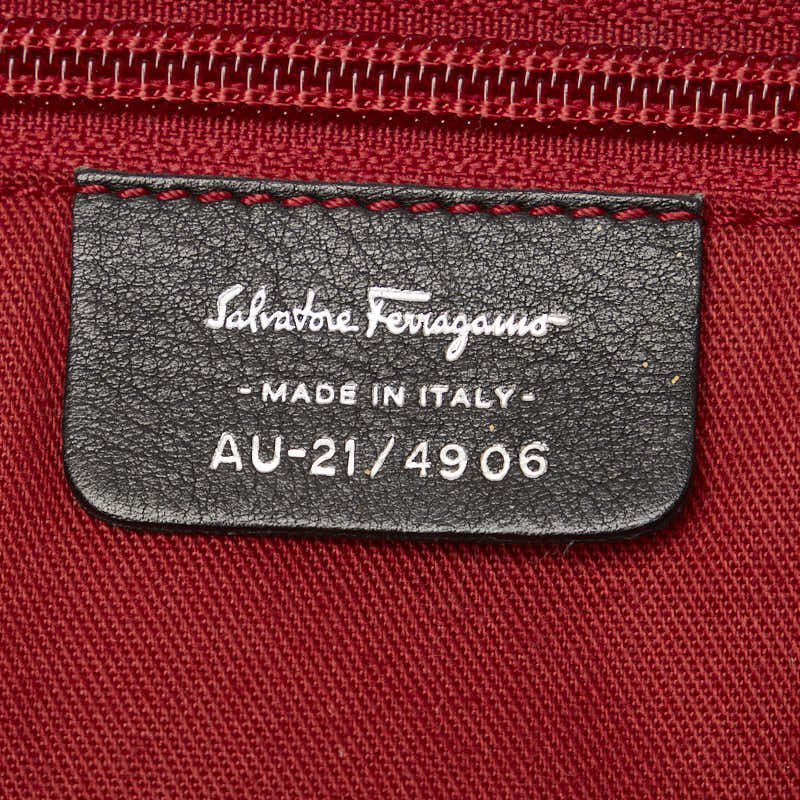 Salvatore Ferragamo
- MADE IN ITALY -
AU-21/4906